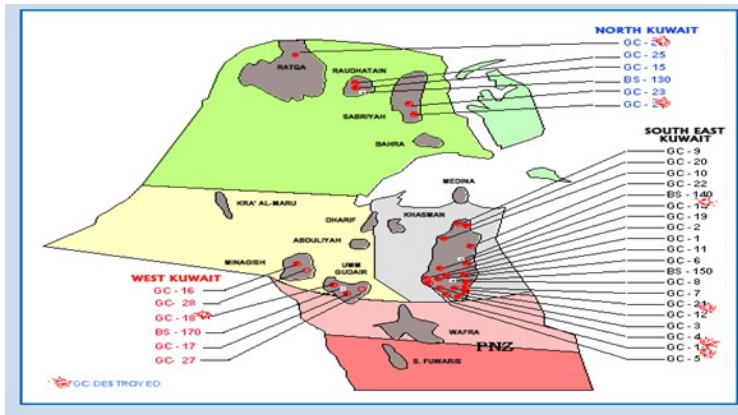 NORTH KUWAIT
GC - 25
GC - 15
BS - 130
GC - 23
RATQA
RAUDHATAIN
SABRIYAH
BAHRA
SOUTH EAST
KUWAIT
GC - 9
GC - 20
GC - 10
GC - 22
BS - 140
GC - 19
GC - 2
GC - 1
GC - 11
GC - 6
BS - 150
GC - 8
GC - 7
GC - 21
GC - 12
GC - 3
GC - 4
GC - 5
MEDINA
KRA' AL-MARU
DHARIF
KHASMAN
ABDULIYAH
MINAGISH
UMM
GUDAIR
WEST KUWAIT
GC - 16
GC- 28
GC - 18
BS - 170
GC - 17
GC- 27
WAFRA
PNZ
S. FUWARIS
GC DESTROYED